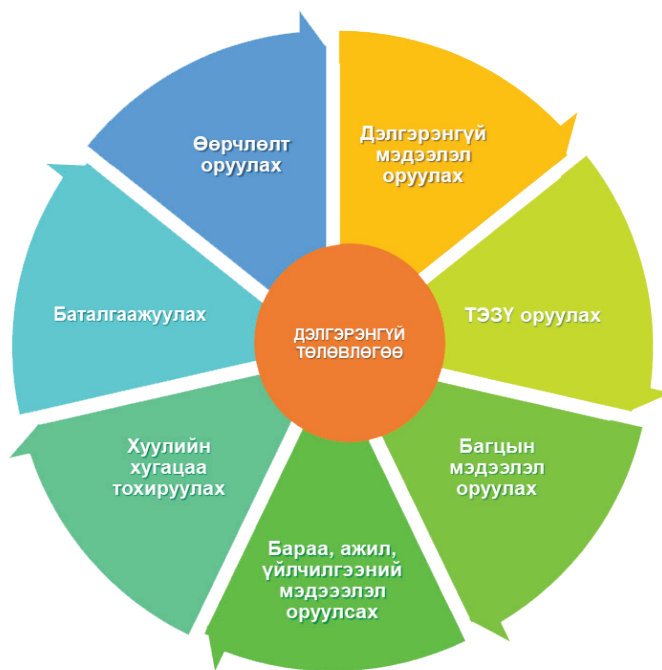 Өөрчлөлт
оруулах
Дэлгэрэнгүй
мэдээлэл
оруулах
ТЭЗҮ оруулах
Багцын
мэдээлэл
оруулах
Бараа, ажил,
үйлчилгээний
мэдэээлэл
оруулсах
Хуулийн
хугацаа
тохируулах
Баталгаажуулах
ДЭЛГЭРЭНГҮЙ
ТӨЛӨВЛӨГӨӨ